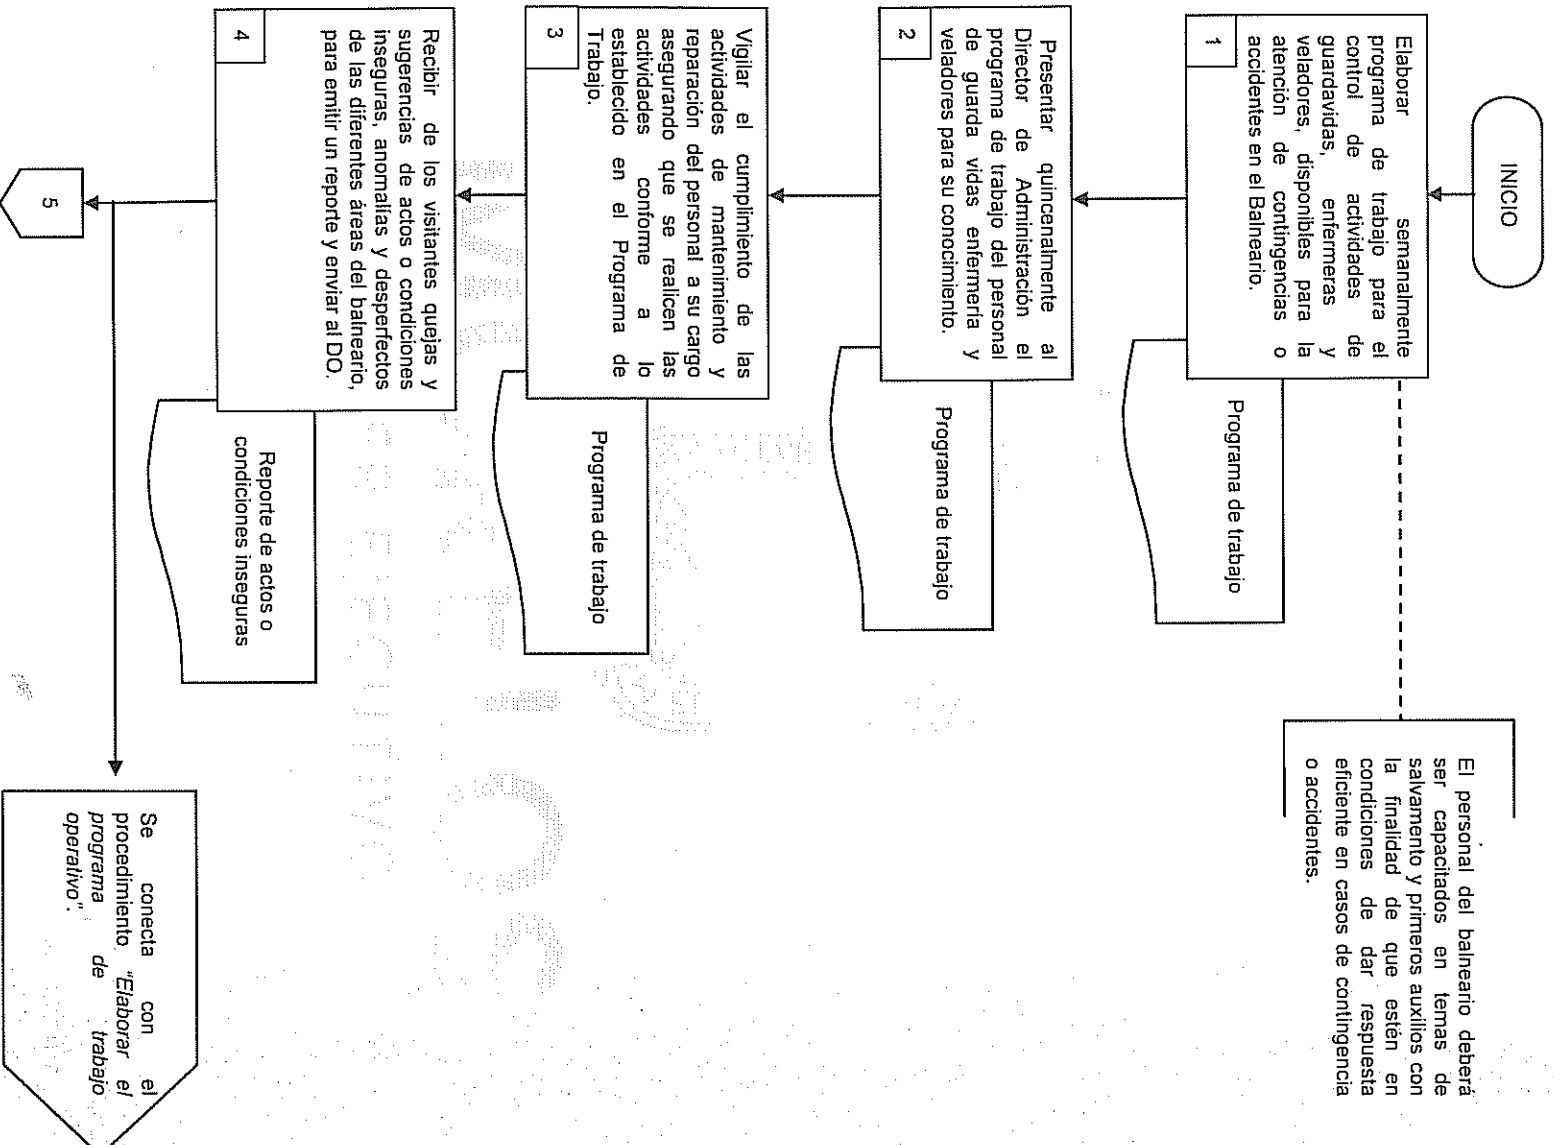 INICIO
Elaborar semanalmente
programa de trabajo para el
control de actividades de
guardavidas, enfermeras y
veladores, disponibles para la
atención de contingencias o
accidentes en el Balneario.
1
Programa de trabajo
El personal del balneario deberá
ser capacitados en temas de
salvamento y primeros auxilios con
la finalidad de que estén en
condiciones de dar respuesta
eficiente en casos de contingencia
o accidentes.
Presentar quincenalmente al
Director de Administración el
programa de trabajo del personal
de guarda vidas enfermería y
veladores para su conocimiento.
2
Programa de trabajo
Vigilar el cumplimiento de las
actividades de mantenimiento y
reparación del personal a su cargo
asegurando que se realicen las
actividades conforme a lo
establecido en el Programa de
Trabajo.
3
Programa de trabajo
Recibir de los visitantes quejas y
sugerencias de actos o condiciones
inseguras, anomalías y desperfectos
de las diferentes áreas del balneario,
para emitir un reporte y enviar al DO.
4
Reporte de actos o
condiciones inseguras
5
Se conecta con el
procedimiento "Elaborar el
programa de trabajo
operativo".